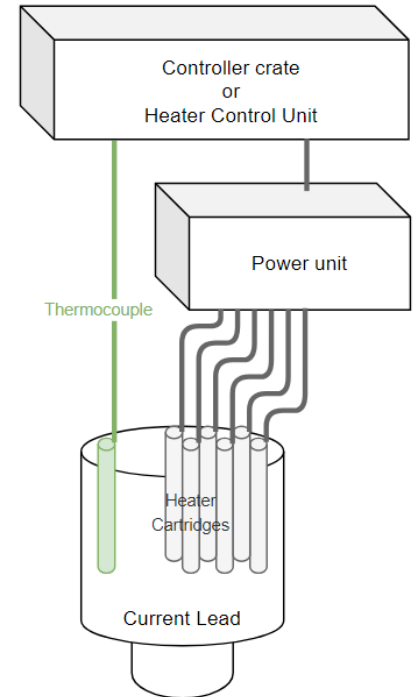 Controller crate
or
Heater Control Unit
Power unit
Thermocouple
Heater
Cartridges
Current Lead